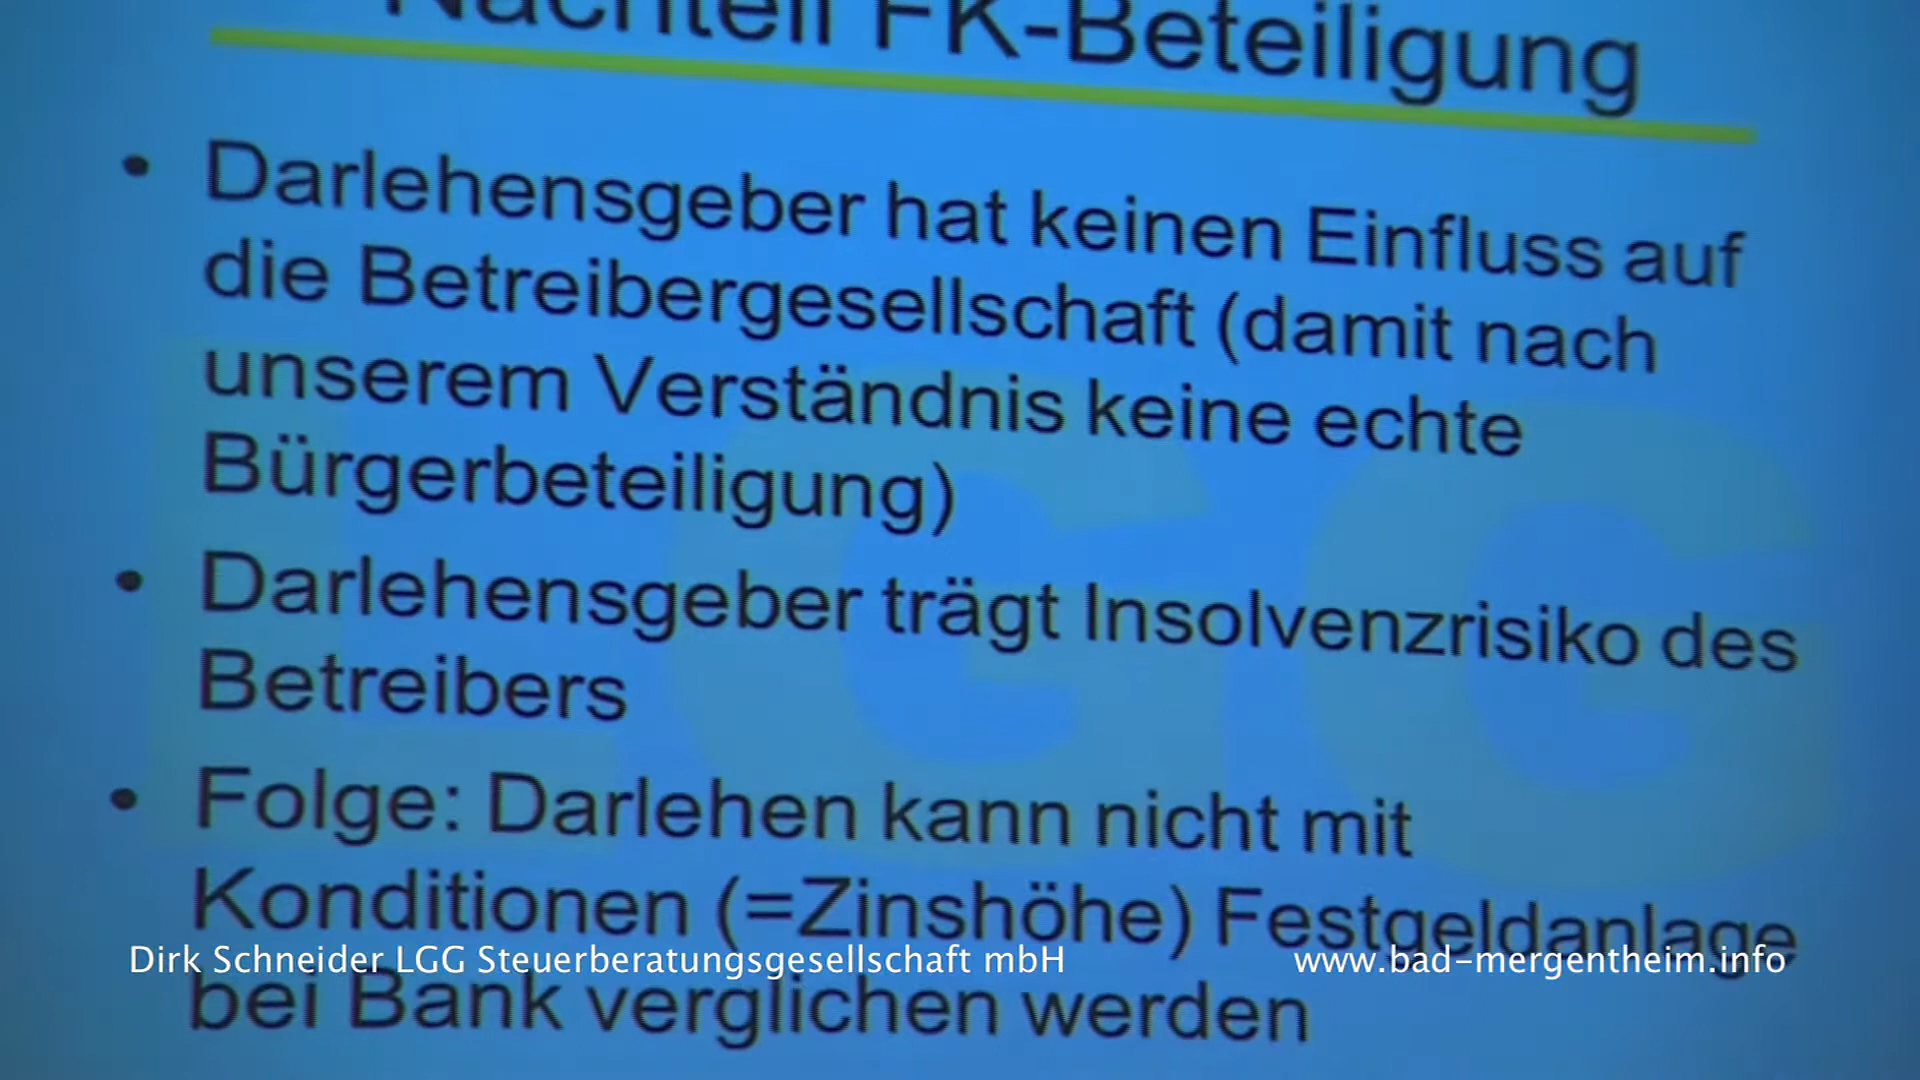 Nachteil FK-Beteiligung
• Darlehensgeber hat keinen Einfluss auf
die Betreibergesellschaft (damit nach
unserem Verständnis keine echte
Bürgerbeteiligung)
• Darlehensgeber trägt Insolvenzrisiko des
Betreibers
• Folge: Darlehen kann nicht mit
Konditionen (=Zinshöhe) Festgeldanlage
bei Bank verglichen werden
Dirk Schneider LGG Steuerberatungsgesellschaft mbH
www.bad-mergentheim.info
LGG